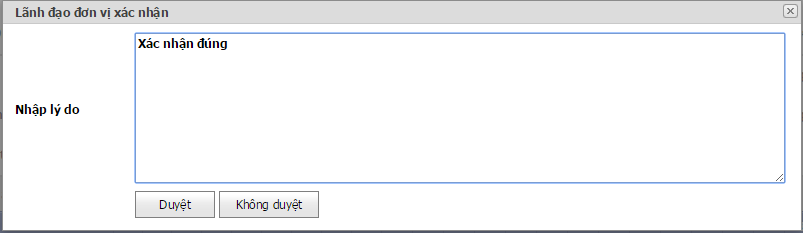 Lãnh đạo đơn vị xác nhận
Xác nhận đúng
Nhập lý do
Duyệt Không duyệt